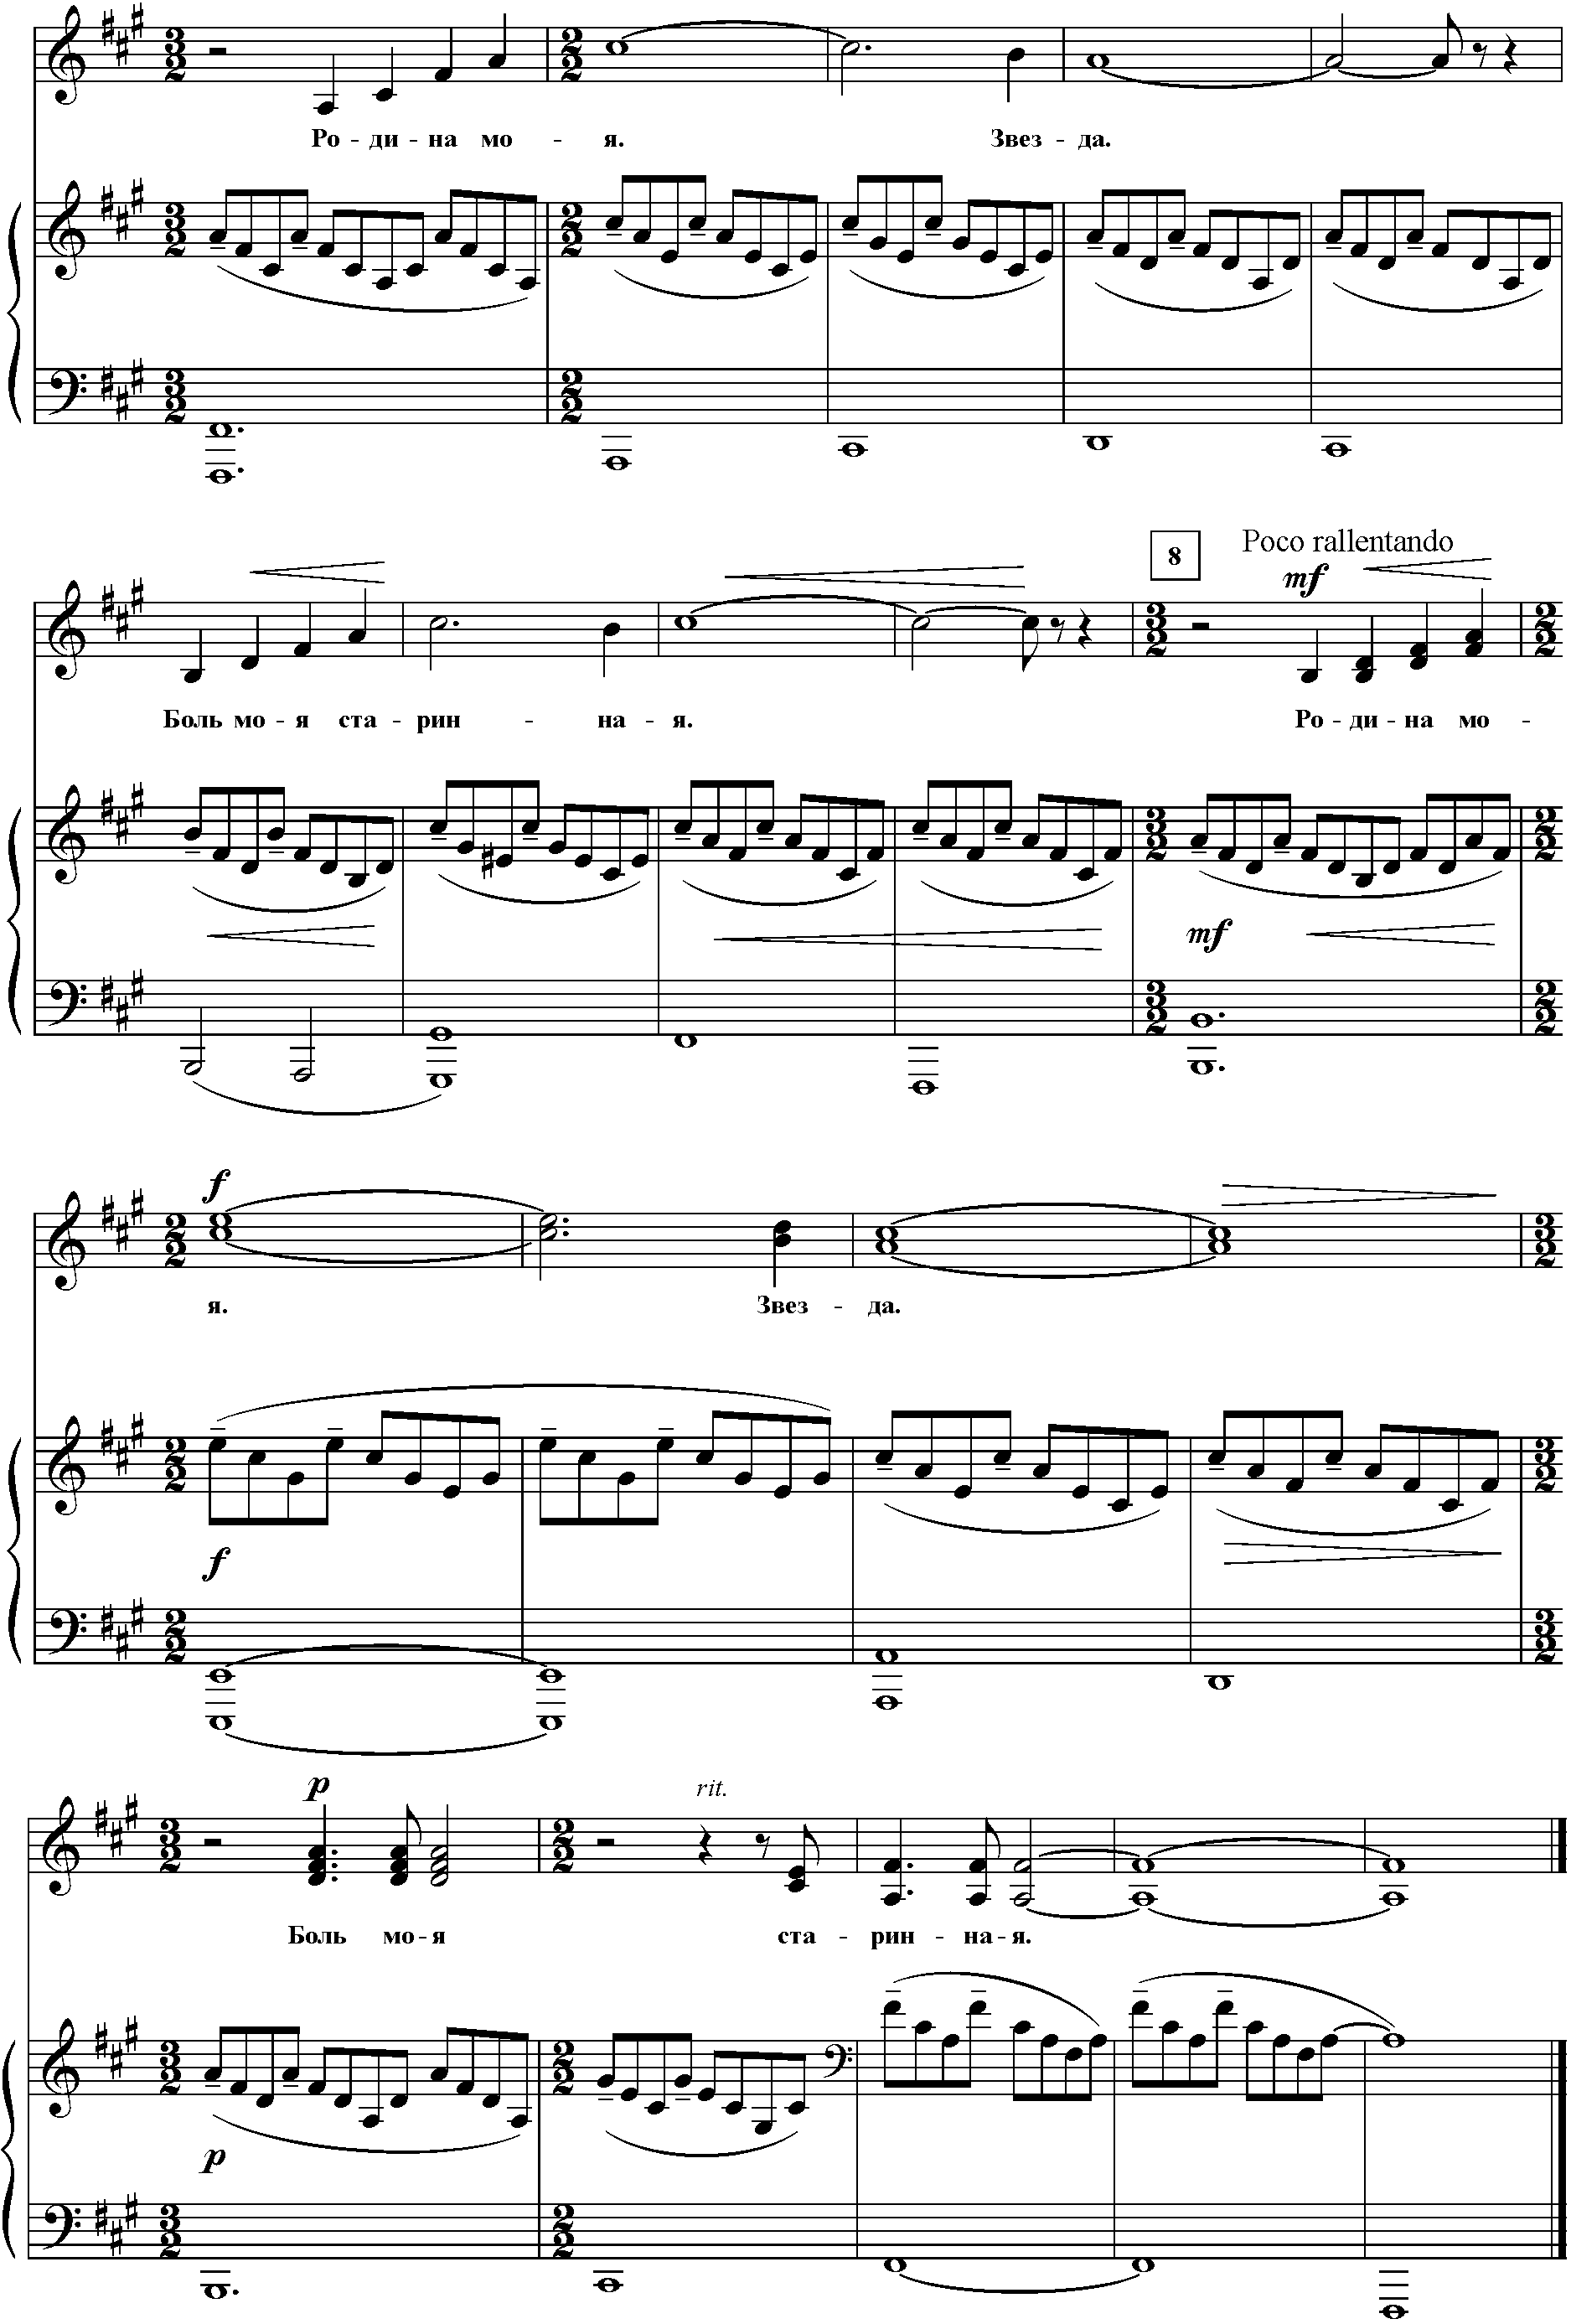 Ро - ди - на мо - я. Звез - да.
8 Poco rallentando
mf
Боль мо - я ста - рин - на - я. Ро - ди - на мо -
mf
f
я. Звез - да.
f
p rit.
Боль мо - я ста - рин - на - я.
p